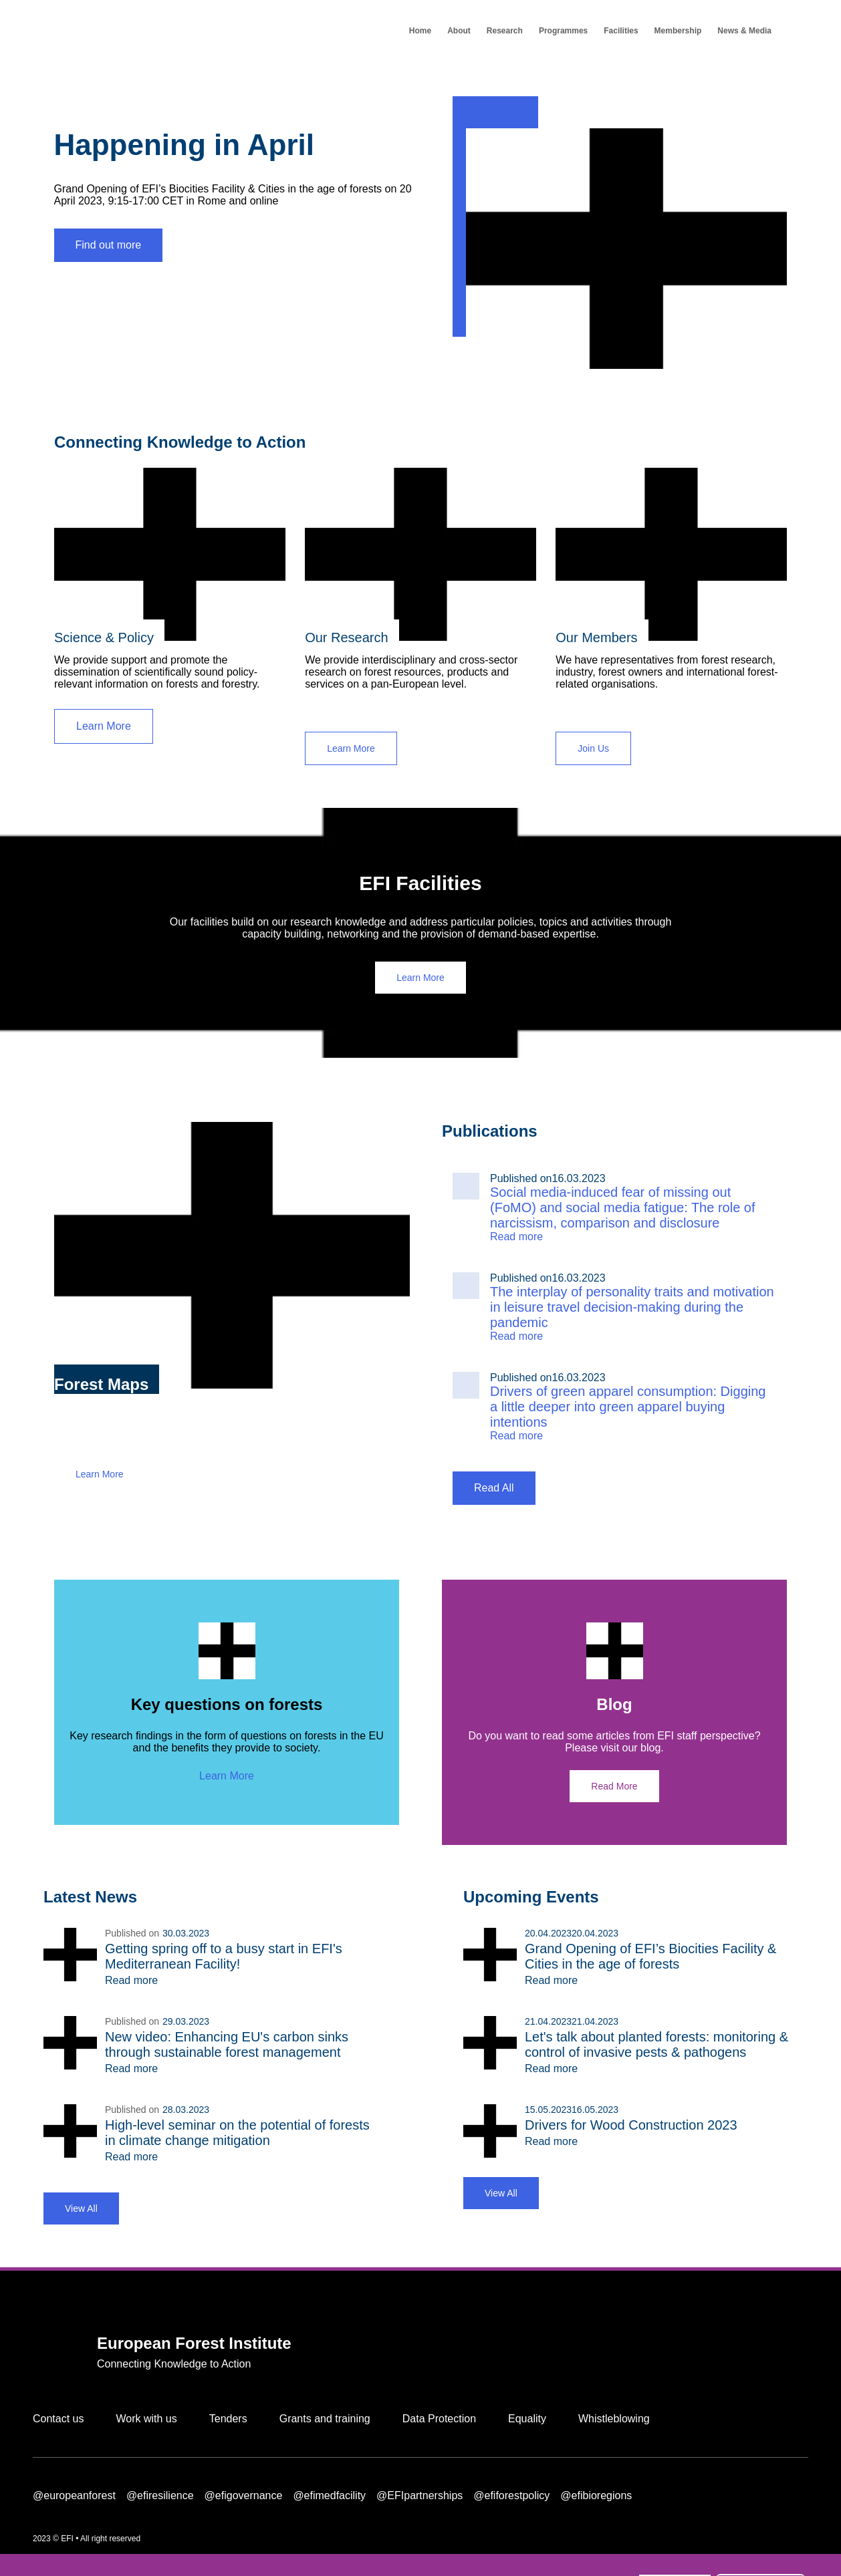 Home About Research Programmes Facilities Membership News & Media
Happening in April
Grand Opening of EFI’s Biocities Facility & Cities in the age of forests on 20
April 2023, 9:15-17:00 CET in Rome and online
Find out more
Connecting Knowledge to Action
Science & Policy
We provide support and promote the
dissemination of scientifically sound policy-
relevant information on forests and forestry.
Learn More
Our Research
We provide interdisciplinary and cross-sector
research on forest resources, products and
services on a pan-European level.
Learn More
Our Members
We have representatives from forest research,
industry, forest owners and international forest-
related organisations.
Join Us
EFI Facilities
Our facilities build on our research knowledge and address particular policies, topics and activities through
capacity building, networking and the provision of demand-based expertise.
Learn More
Forest Maps
Learn More
Publications
Published on16.03.2023
Social media-induced fear of missing out
(FoMO) and social media fatigue: The role of
narcissism, comparison and disclosure
Read more
Published on16.03.2023
The interplay of personality traits and motivation
in leisure travel decision-making during the
pandemic
Read more
Published on16.03.2023
Drivers of green apparel consumption: Digging
a little deeper into green apparel buying
intentions
Read more
Read All
Key questions on forests
Key research findings in the form of questions on forests in the EU
and the benefits they provide to society.
Learn More
Blog
Do you want to read some articles from EFI staff perspective?
Please visit our blog.
Read More
Latest News
Published on 30.03.2023
Getting spring off to a busy start in EFI's
Mediterranean Facility!
Read more
Published on 29.03.2023
New video: Enhancing EU's carbon sinks
through sustainable forest management
Read more
Published on 28.03.2023
High-level seminar on the potential of forests
in climate change mitigation
Read more
View All
Upcoming Events
20.04.202320.04.2023
Grand Opening of EFI’s Biocities Facility &
Cities in the age of forests
Read more
21.04.202321.04.2023
Let's talk about planted forests: monitoring &
control of invasive pests & pathogens
Read more
15.05.202316.05.2023
Drivers for Wood Construction 2023
Read more
View All
European Forest Institute
Connecting Knowledge to Action
Contact us Work with us Tenders Grants and training Data Protection Equality Whistleblowing
@europeanforest @efiresilience @efigovernance @efimedfacility @EFIpartnerships @efiforestpolicy @efibioregions
2023 © EFI • All right reserved